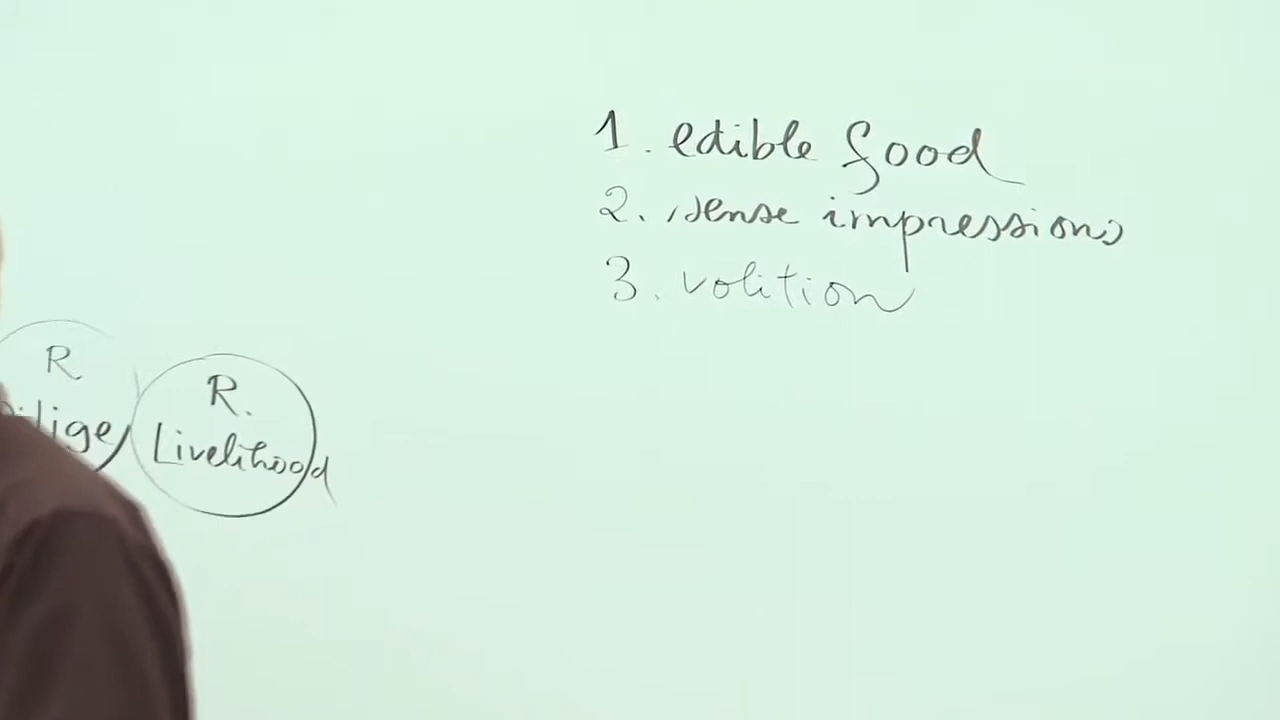 1. edible food
2. sense impressions
3. volition
R
R.
Livelihood